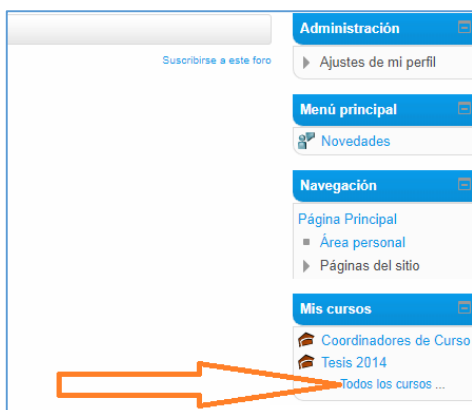 Suscribirse a este foro
Administración
Ajustes de mi perfil
Menú principal
Novedades
Navegación
Página Principal
Área personal
Páginas del sitio
Mis cursos
Coordinadores de Curso
Tesis 2014
Todos los cursos ...